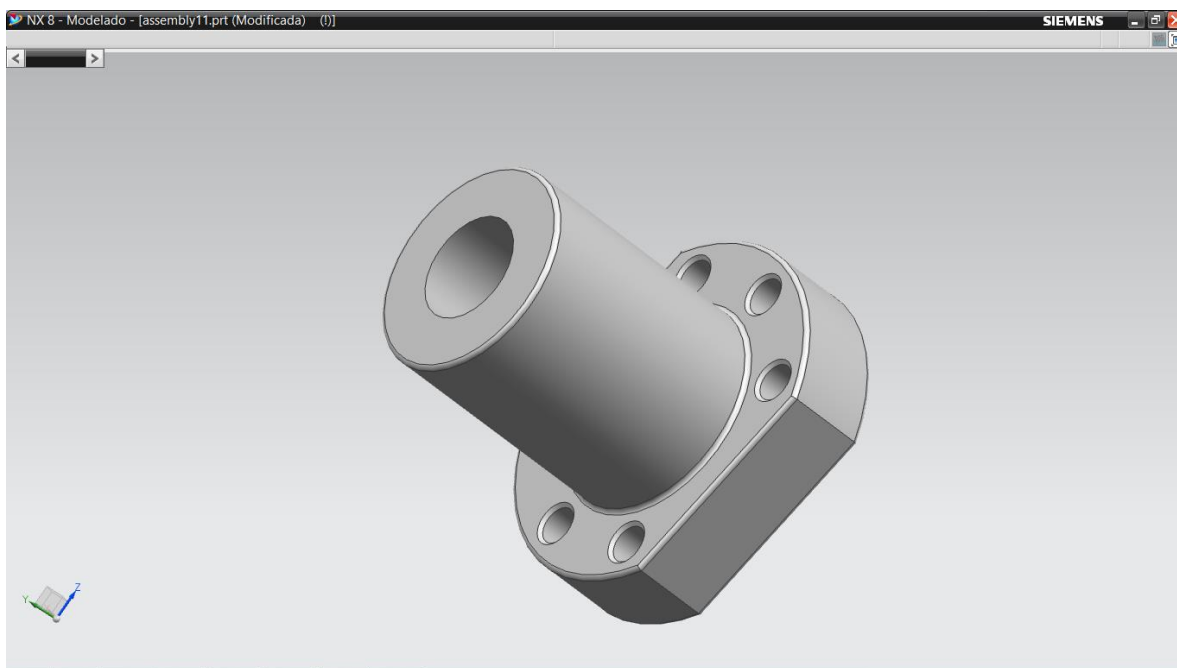 NX 8 - Modelado - [assembly11.prt (Modificada) (!)]
SIEMENS
Z
Y